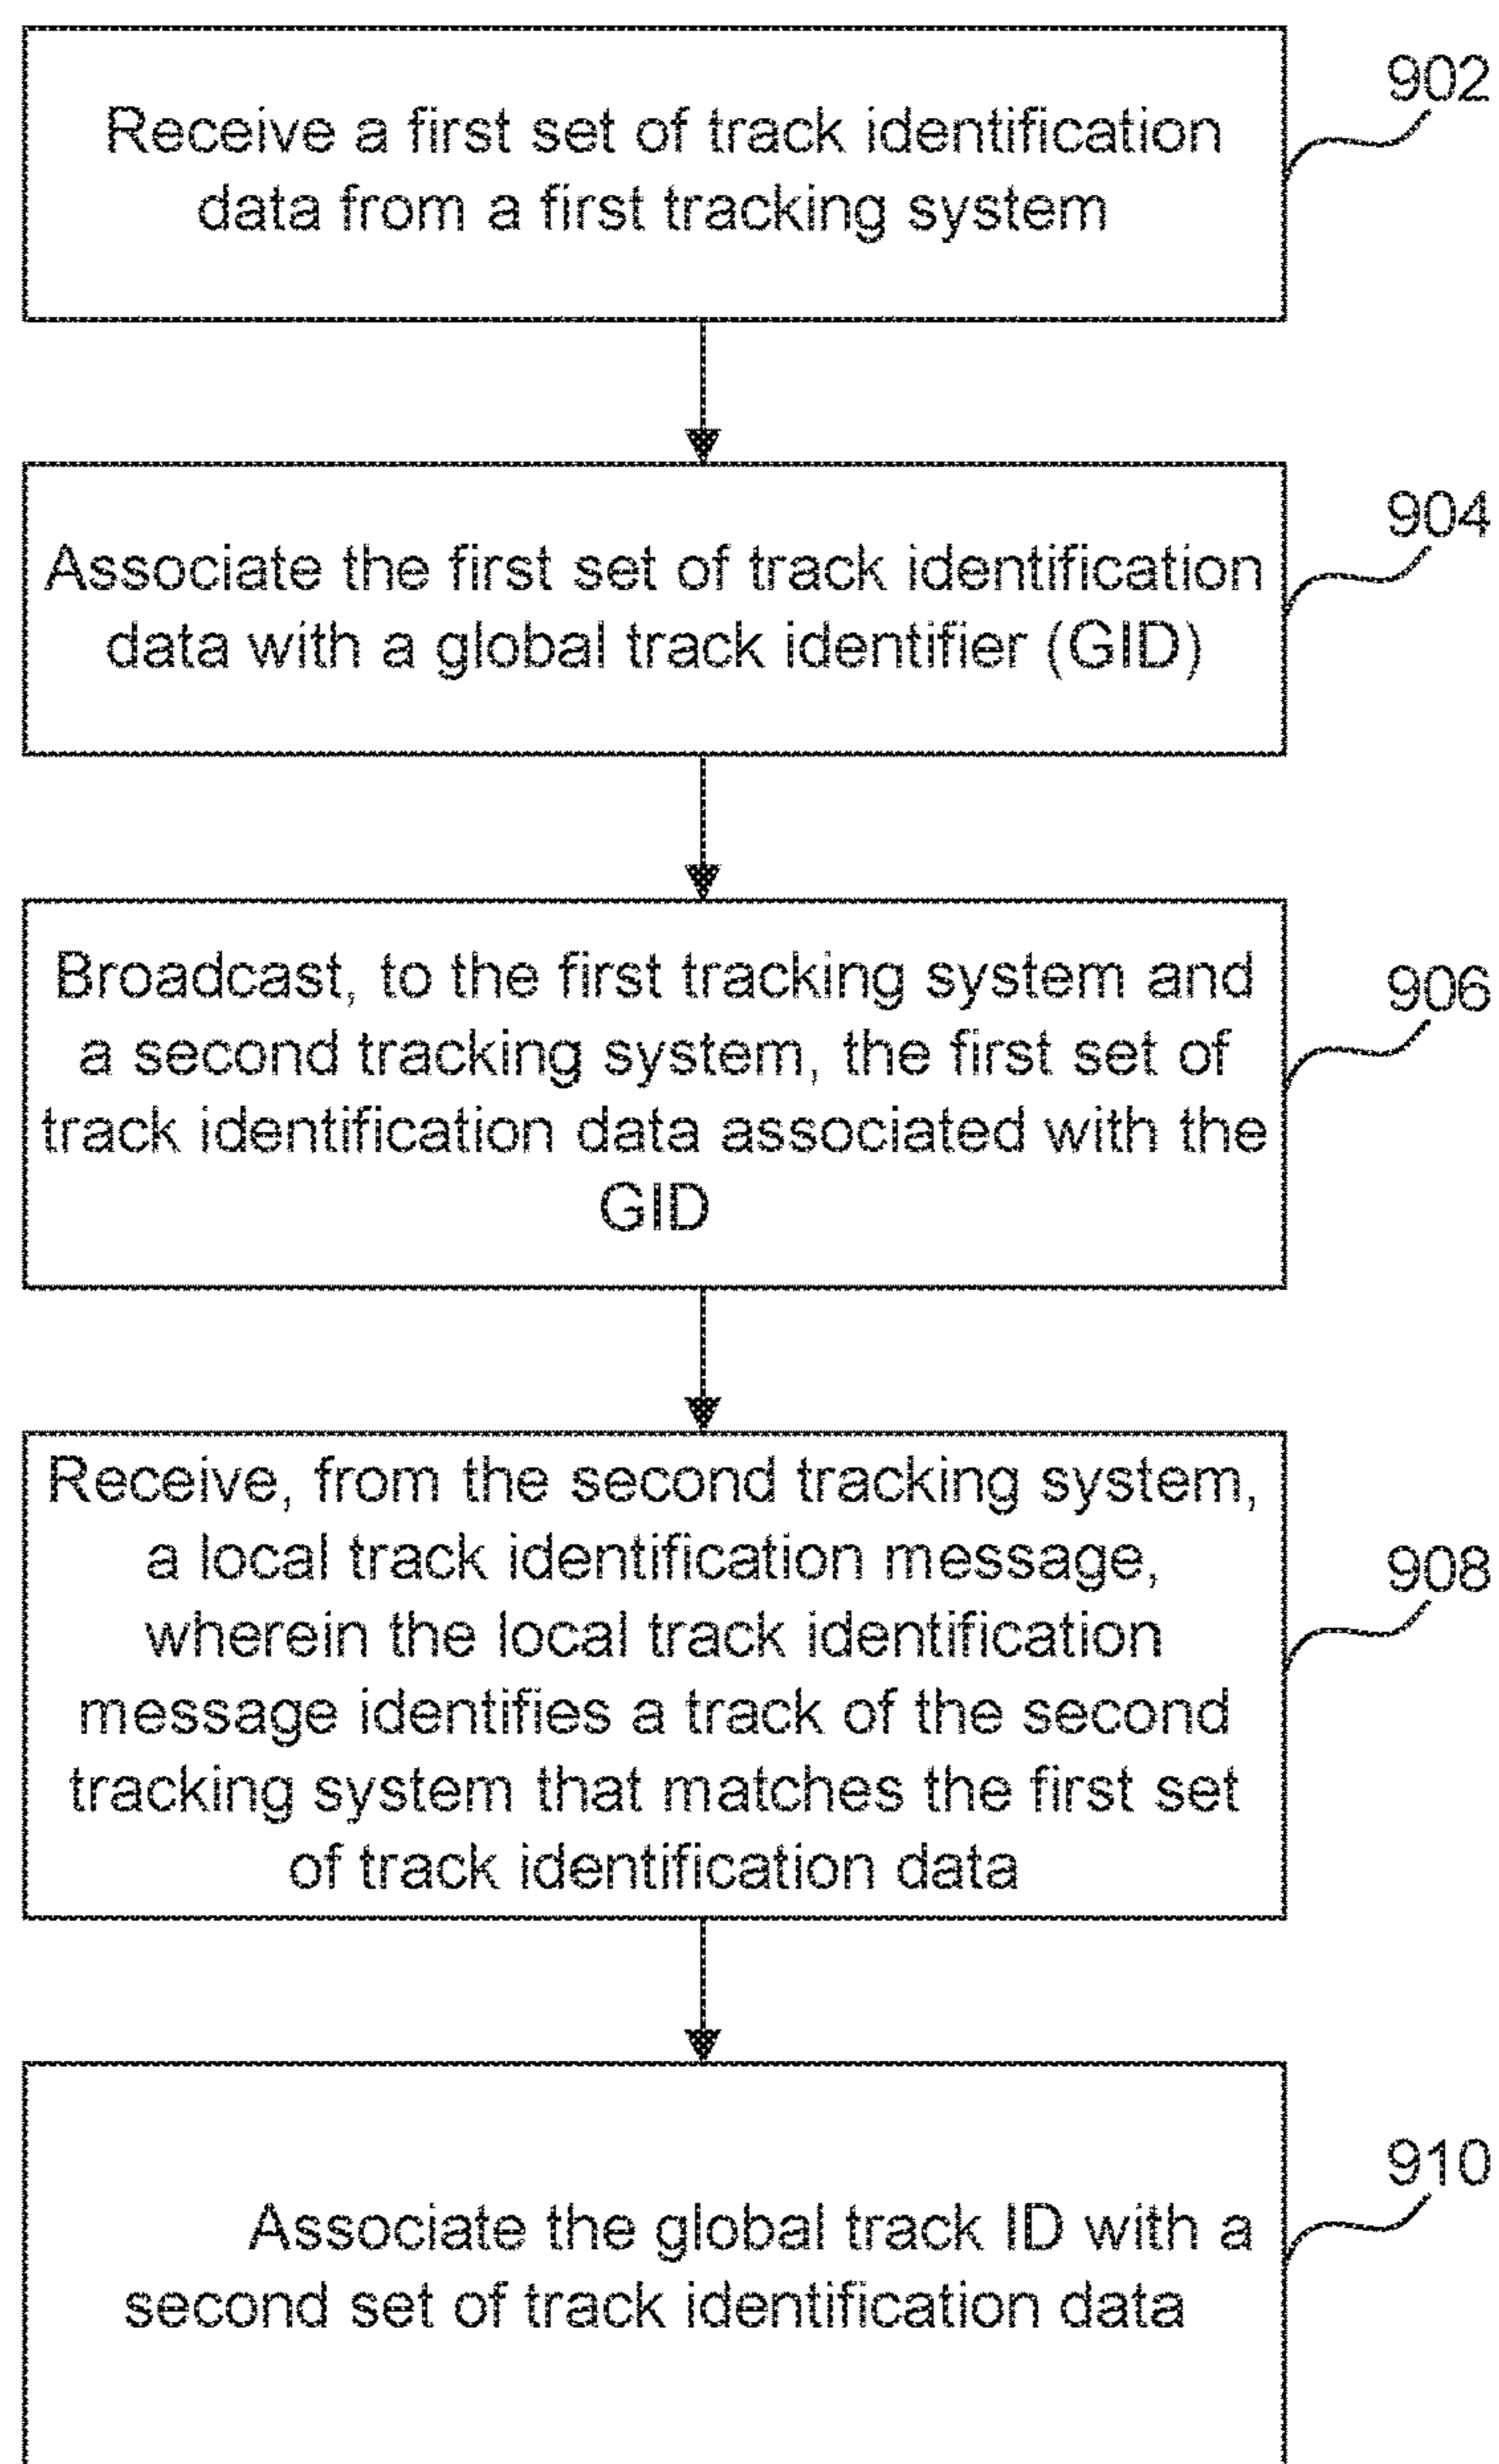 902
Receive a first set of track identification
data from a first tracking system
904
Associate the first set of track identification
data with a global track identifier (GID)
906
Broadcast, to the first tracking system and
a second tracking system, the first set of
track identification data associated with the
GID
908
Receive, from the second tracking system,
a local track identification message,
wherein the local track identification
message identifies a track of the second
tracking system that matches the first set
of track identification data
910
Associate the global track ID with a
second set of track identification data